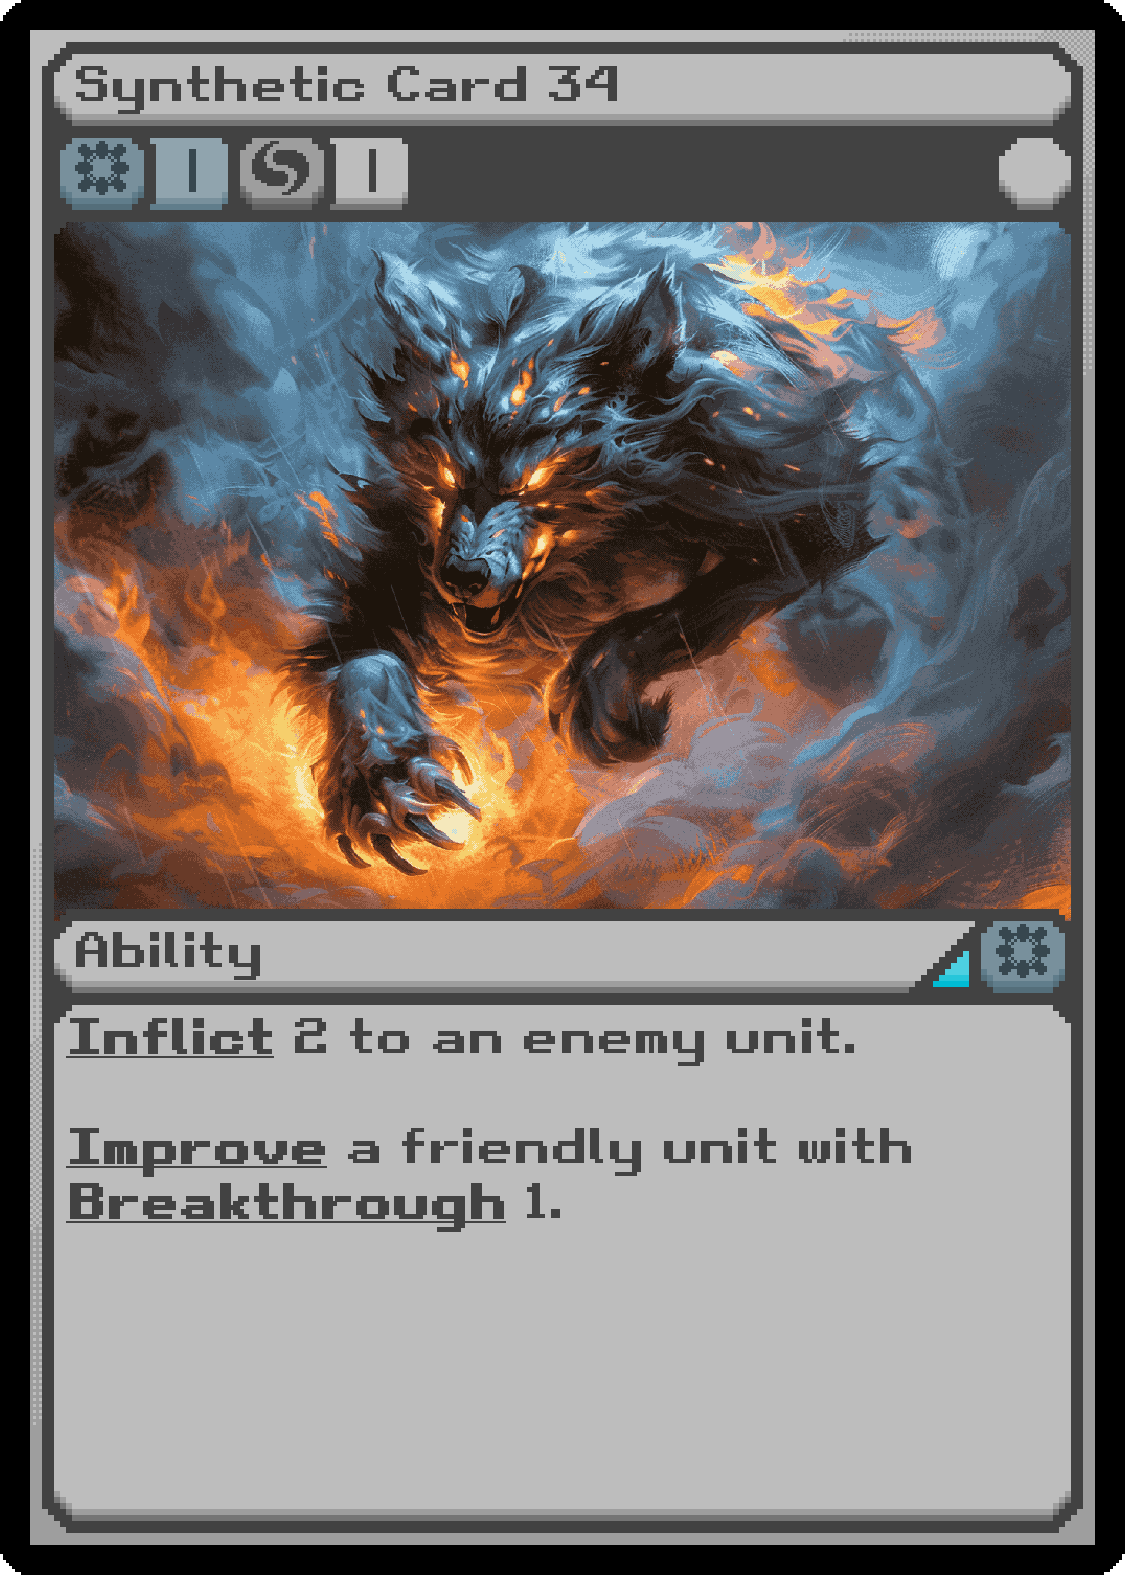 Synthetic Card 34
1 1
Ability
Inflict 2 to an enemy unit.
Improve a friendly unit with
Breakthrough 1.